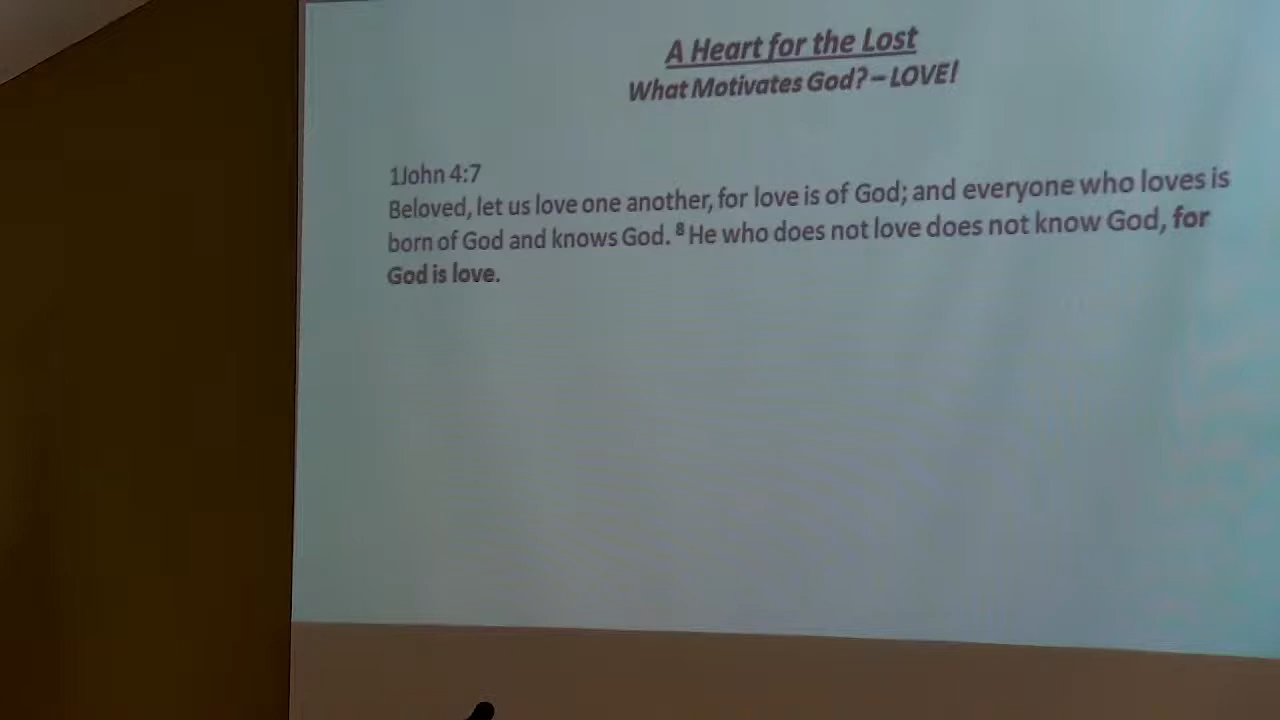 A Heart for the Lost
What Motivates God? – LOVE!
1John 4:7
Beloved, let us love one another, for love is of God; and everyone who loves is
born of God and knows God. 8 He who does not love does not know God, for
God is love.